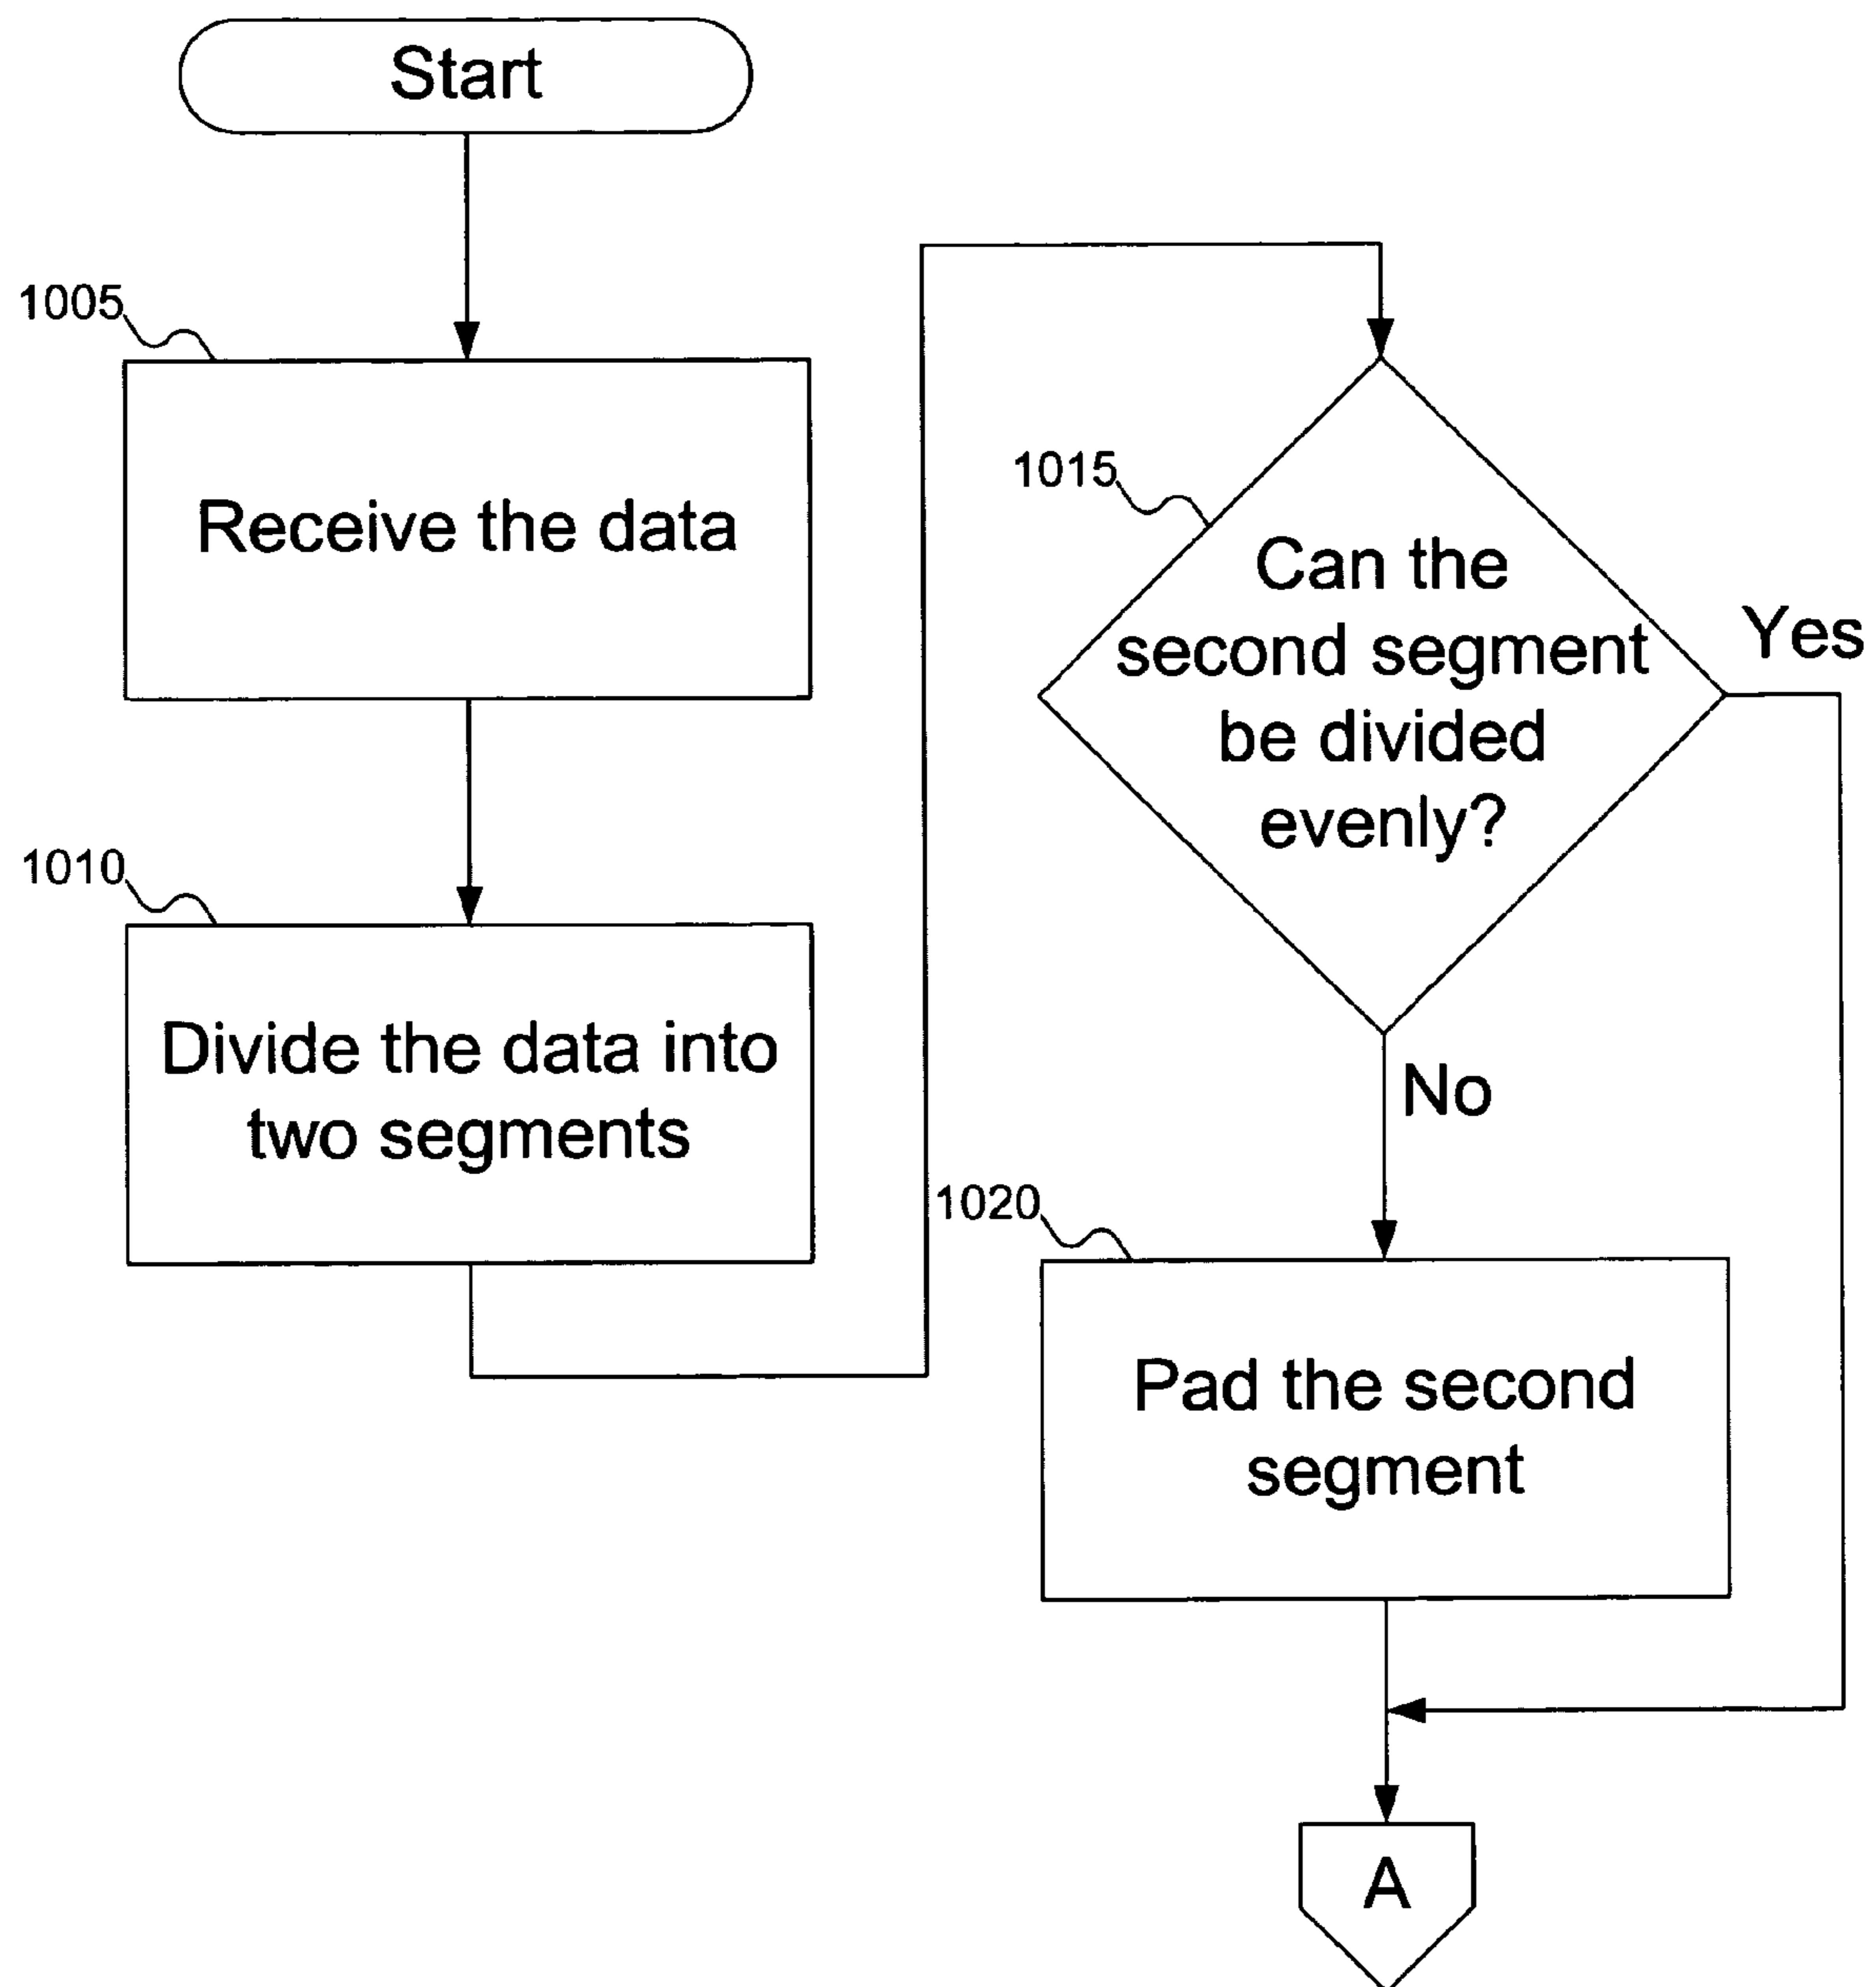 Start
1005
Receive the data
1010
Divide the data into
two segments
1015
Can the
second segment
be divided
evenly?
Yes
No
1020
Pad the second
segment
A